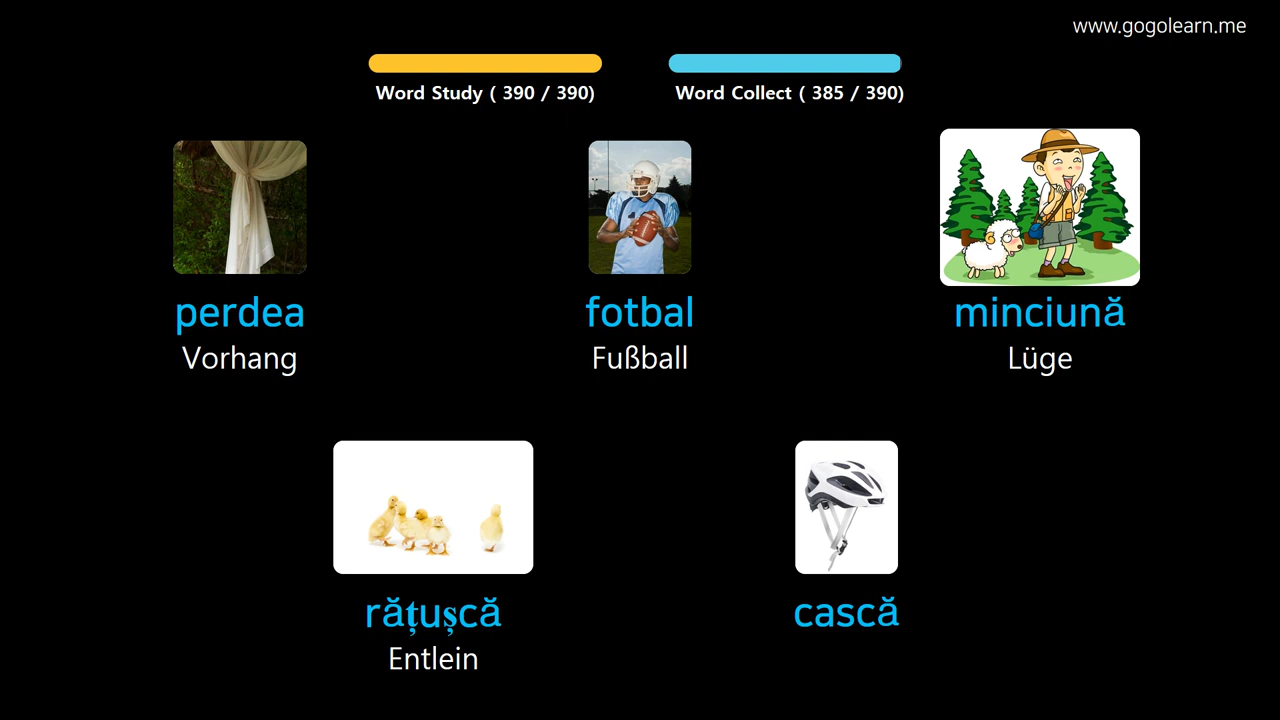 www.gogolearn.me
Word Study ( 390 / 390)
Word Collect ( 385 / 390)
perdea
Vorhang
fotbal
Fußball
minciună
Lüge
rățușcă
Entlein
cască